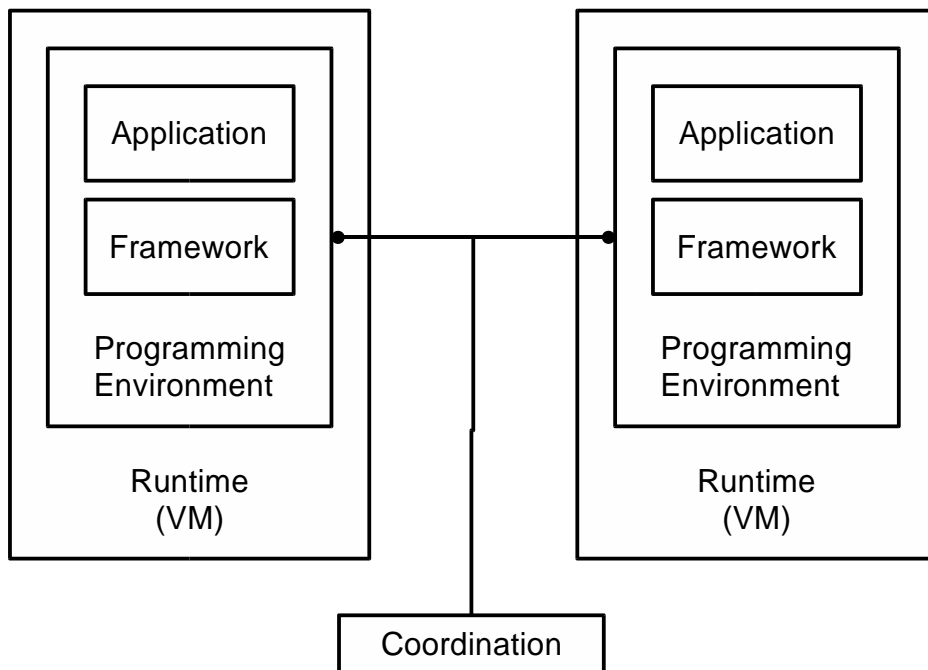 Application
Framework
Programming
Environment
Runtime
(VM)
Application
Framework
Programming
Environment
Runtime
(VM)
Coordination